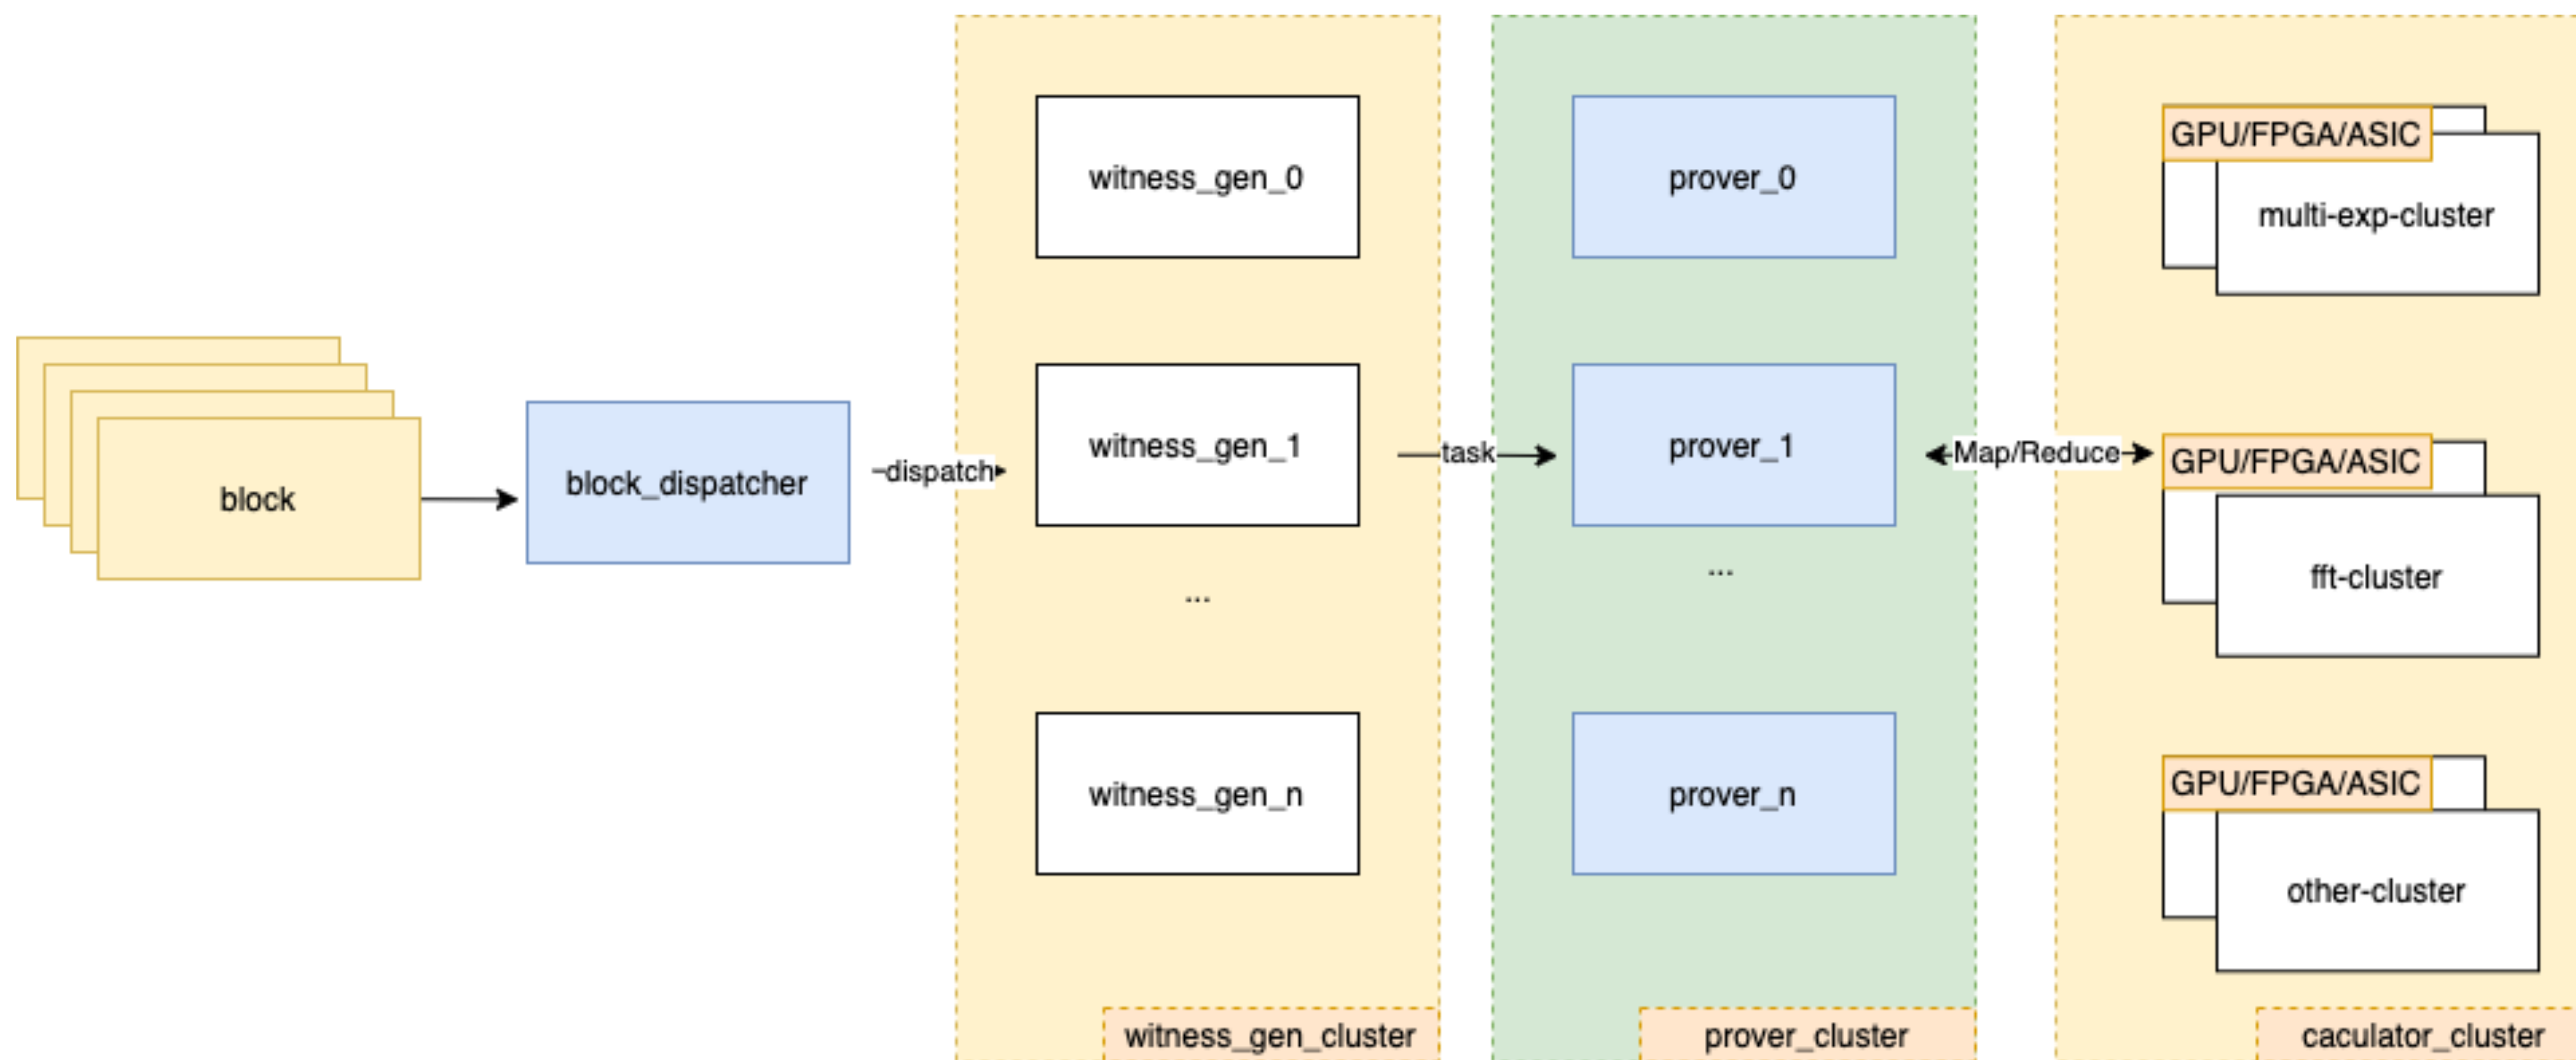 block
block_dispatcher
dispatch
witness_gen_0
witness_gen_1
...
witness_gen_n
witness_gen_cluster
task
prover_0
prover_1
...
prover_n
prover_cluster
Map/Reduce
GPU/FPGA/ASIC
multi-exp-cluster
GPU/FPGA/ASIC
fft-cluster
GPU/FPGA/ASIC
other-cluster
caculator_cluster